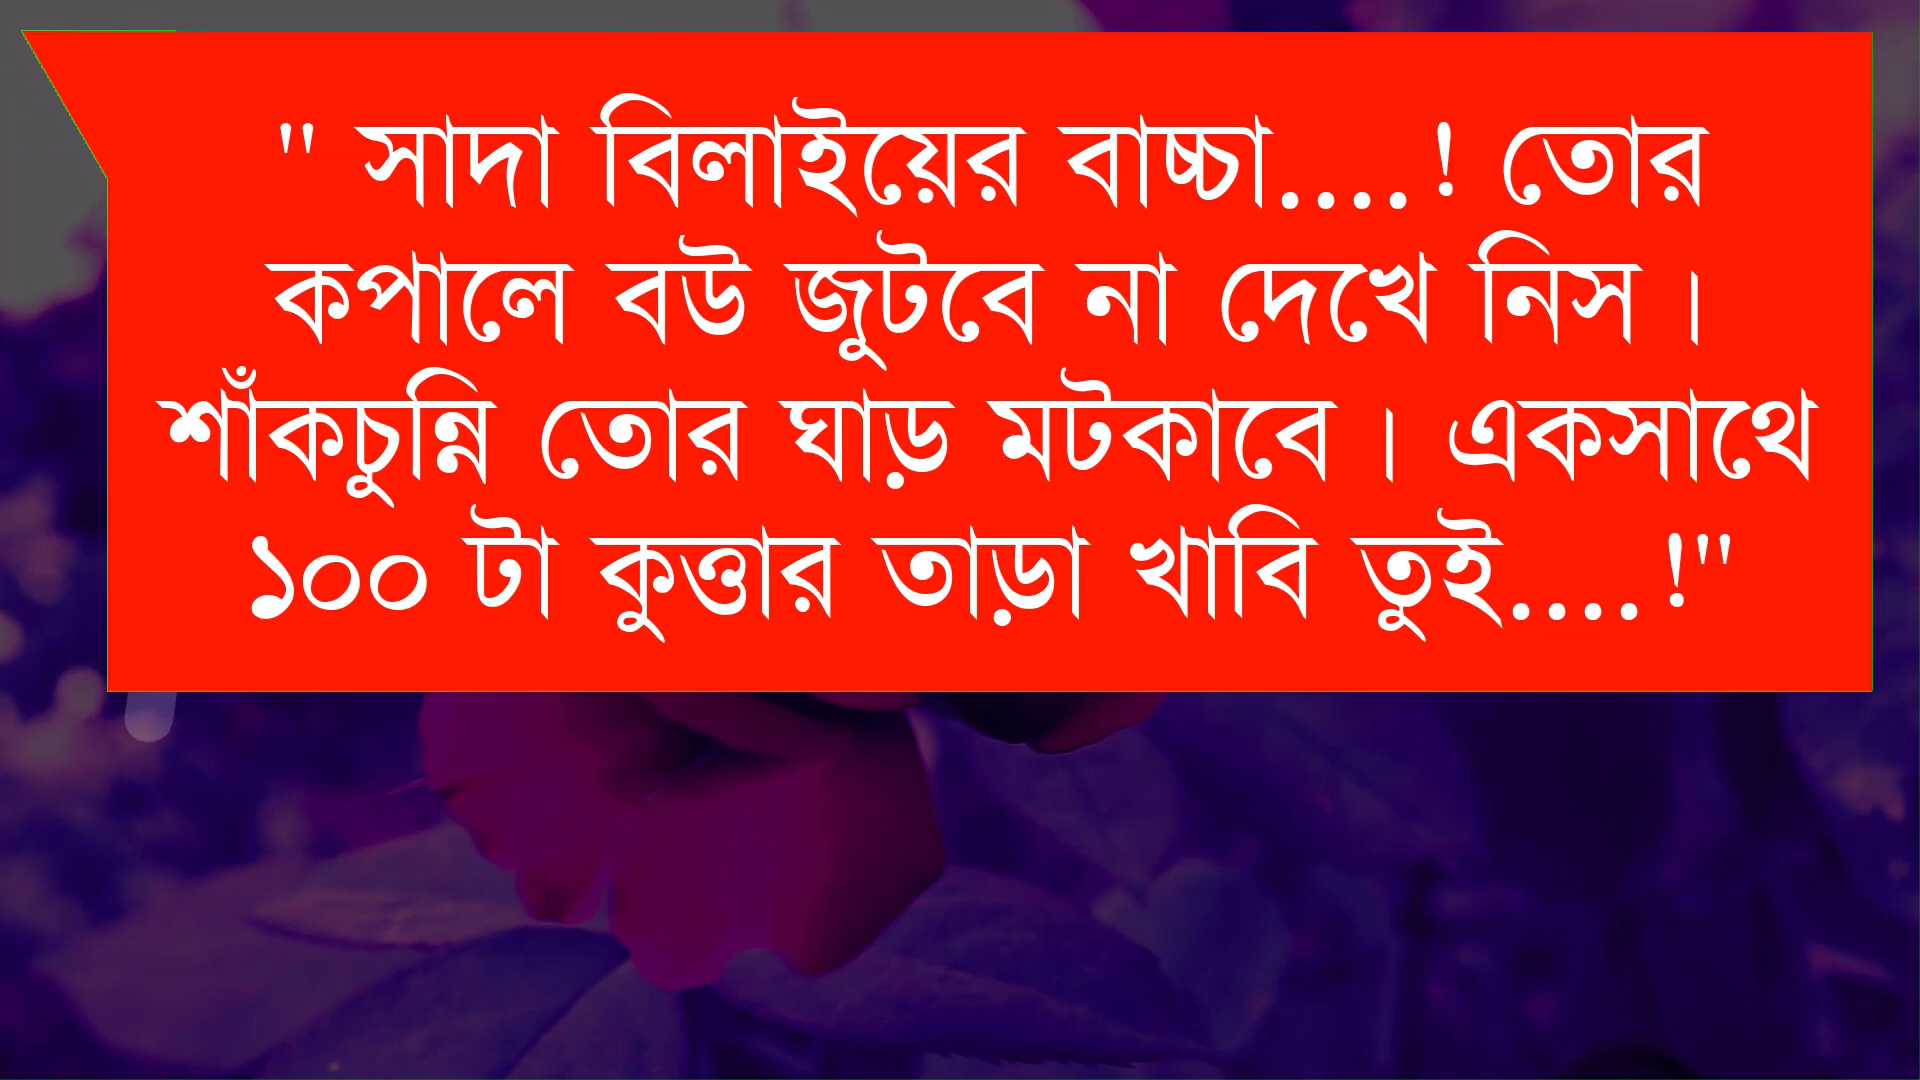 " সাদা বিলাইয়ের বাচ্চা....! তোর
কপালে বউ জুটবে না দেখে নিস।
শাঁকচুন্নি তোর ঘাড় মটকাবে। একসাথে
১০০ টা কুত্তার তাড়া খাবি তুই....!"